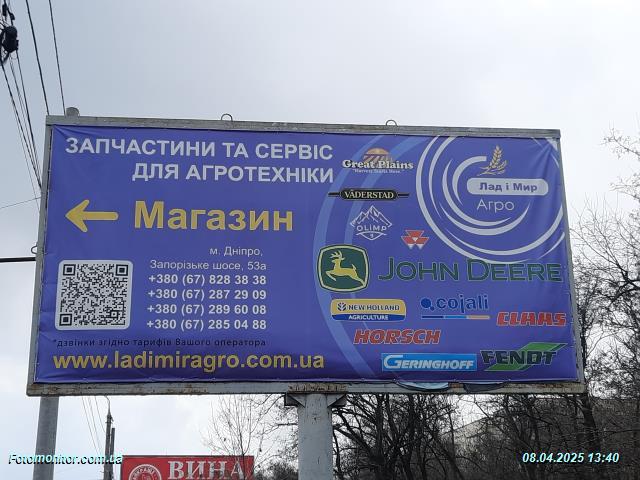 ЗАПЧАСТИНИ ТА СЕРВІС
ДЛЯ АГРОТЕХНІКИ
Магазин
м. Дніпро,
Запорізьке шосе, 53а
+380 (67) 828 38 38
+380 (67) 287 29 09
+380 (67) 289 60 08
+380 (67) 285 04 88
*дзвінки згідно тарифів Вашого оператора
www.ladimiragro.com.ua
Great Plains
VÄDERSTAD
OLIMP
Лад і Мир
Агро
JOHN DEERE
NEW HOLLAND
AGRICULTURE
cojali
CLAAS
HORSCH
GERINGHOFF
FENDT
ВИНА
Fotomonitor.com.ua
08.04.2025 13:40